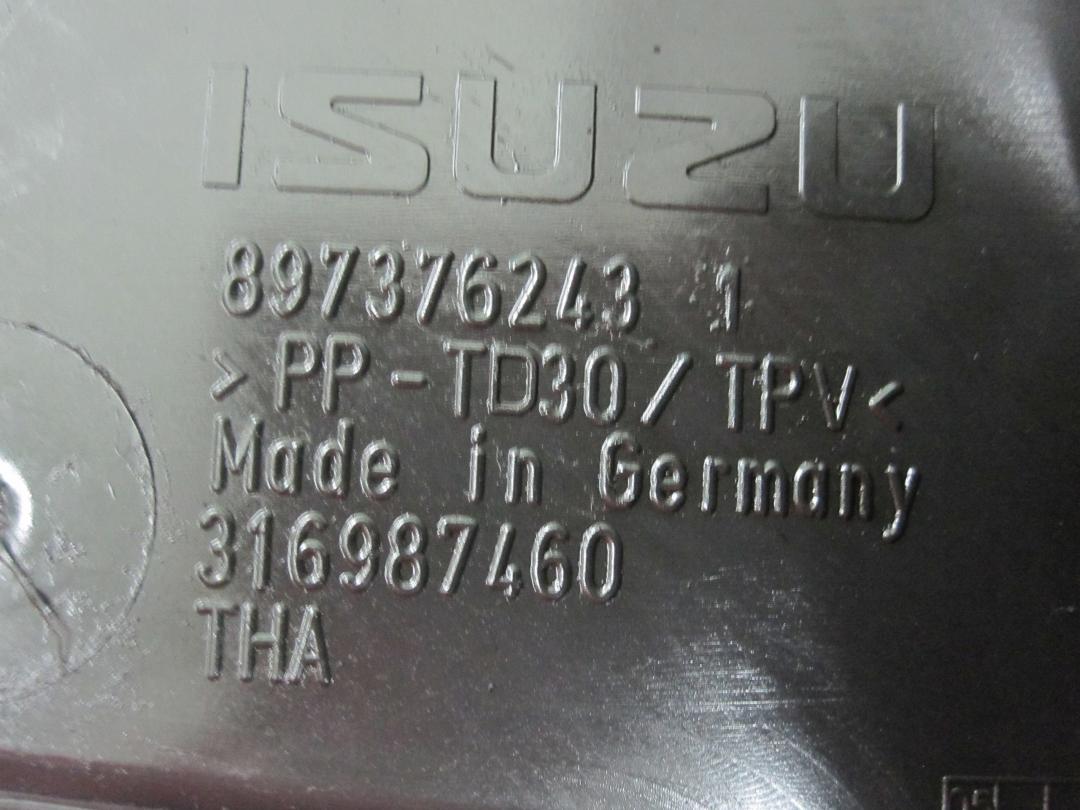 ISUZU
897376243 1
>PP-TD30/TPV<
Made in Germany
316987460
THA